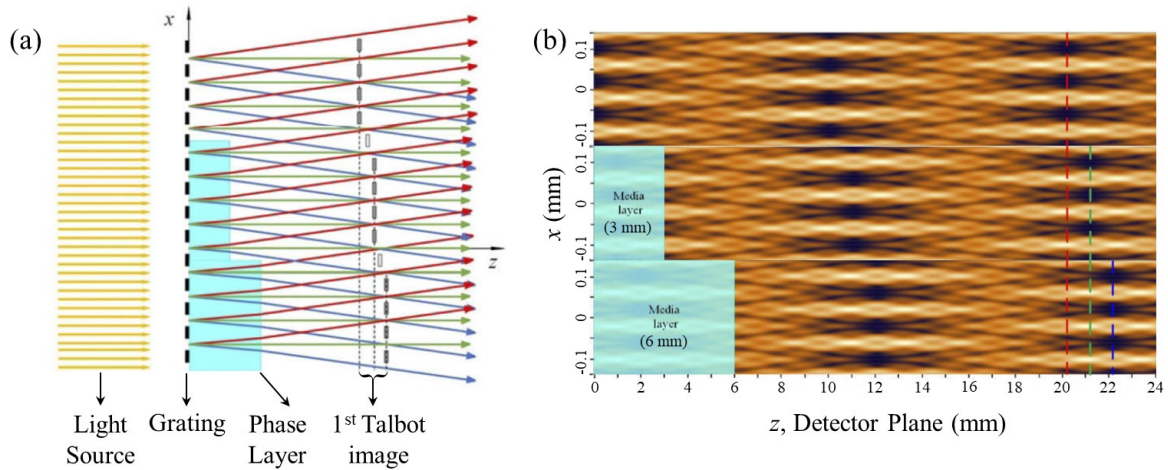 (a)
x
z
Light
Source
Grating
Phase
Layer
1st Talbot
image
(b)
x (mm)
0.1
0
-0.1
0.1
0
-0.1
0.1
0
-0.1
Media
layer
(3 mm)
Media
layer
(6 mm)
0 2 4 6 8 10 12 14 16 18 20 22 24
z, Detector Plane (mm)